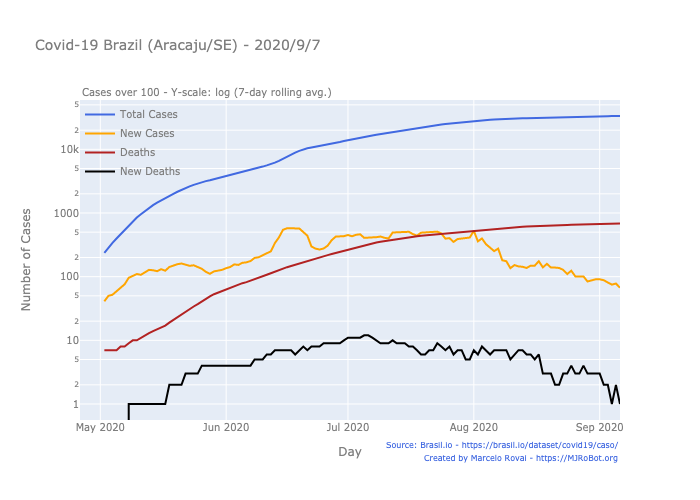 Covid-19 Brazil (Aracaju/SE) - 2020/9/7
Cases over 100 - Y-scale: log (7-day rolling avg.)
Total Cases
New Cases
Deaths
New Deaths
5
2
10k
5
2
1000
5
2
100
5
2
10
5
2
1
Number of Cases
May 2020
Jun 2020
Jul 2020
Aug 2020
Sep 2020
Day
Source: Brasil.io - https://brasil.io/dataset/covid19/caso/
Created by Marcelo Rovai - https://MJRoBot.org